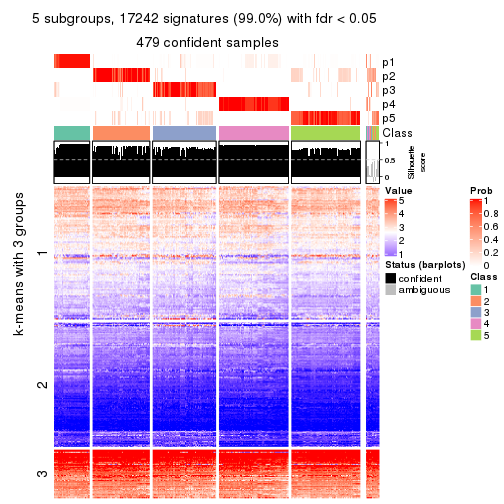 5 subgroups, 17242 signatures (99.0%) with fdr < 0.05
479 confident samples
p1
p2
p3
p4
p5
Class
1
0.5
0
Silhouette
score
k-means with 3 groups
1
2
3
Value
5
4
3
2
1
Status (barplots)
confident
ambiguous
Prob
1
0.8
0.6
0.4
0.2
0
Class
1
2
3
4
5